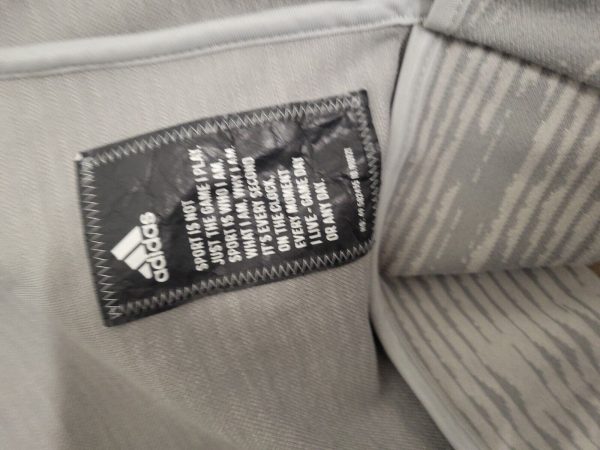 adidas
SPORT IS NOT
JUST THE GAME I PLAY.
SPORT IS WHO I AM,
WHAT I AM, WHY I AM.
IT'S EVERY SECOND
ON THE CLOCK,
EVERY MOMENT
I LIVE - GAME DAY
OR ANY DAY.